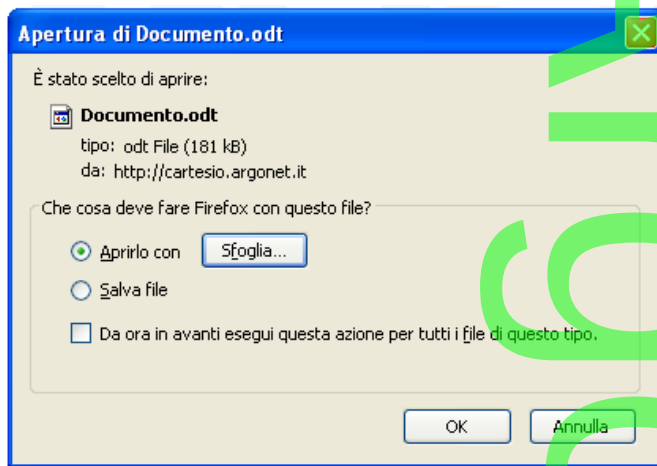 Apertura di Documento.odt
È stato scelto di aprire:
Documento.odt
tipo: odt File (181 kB)
da: http://cartesio.argonet.it
Che cosa deve fare Firefox con questo file?
Aprirlo con Sfoglia...
Salva file
Da ora in avanti esegui questa azione per tutti i file di questo tipo.
OK Annulla